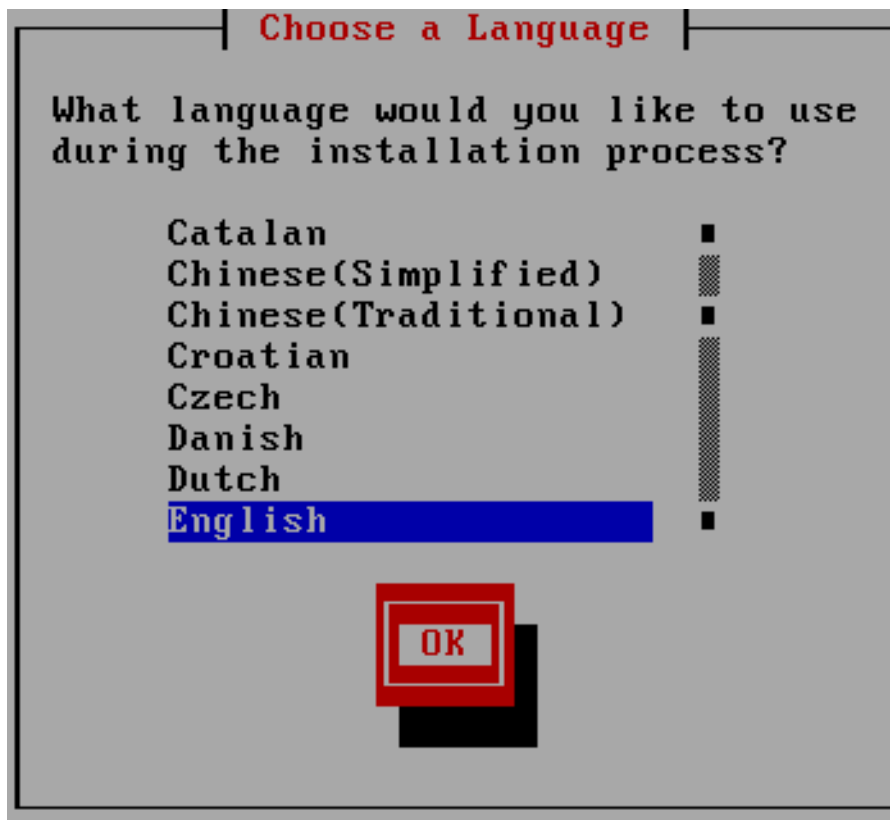 Choose a Language
What language would you like to use
during the installation process?
Catalan
Chinese(Simplified)
Chinese(Traditional)
Croatian
Czech
Danish
Dutch
English
OK